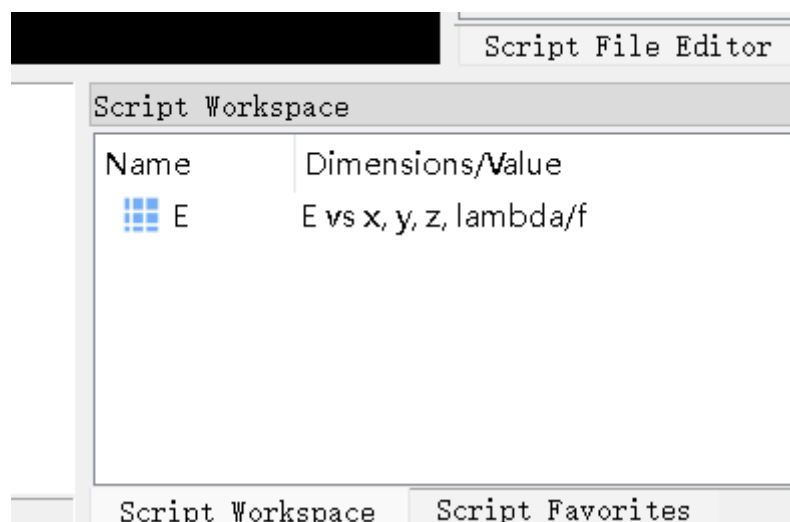 Script File Editor
Script Workspace
Name Dimensions/Value
E E vs x, y, z, lambda/f
Script Workspace Script Favorites